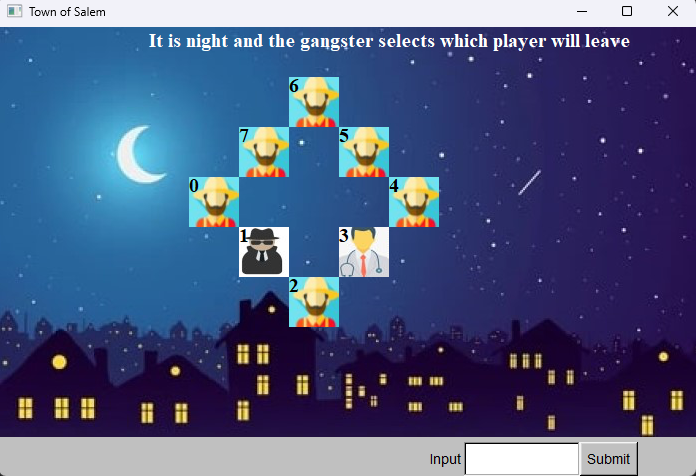 Town of Salem
It is night and the gangster selects which player will leave
6
7 5
0 4
1 3
2
Input Submit